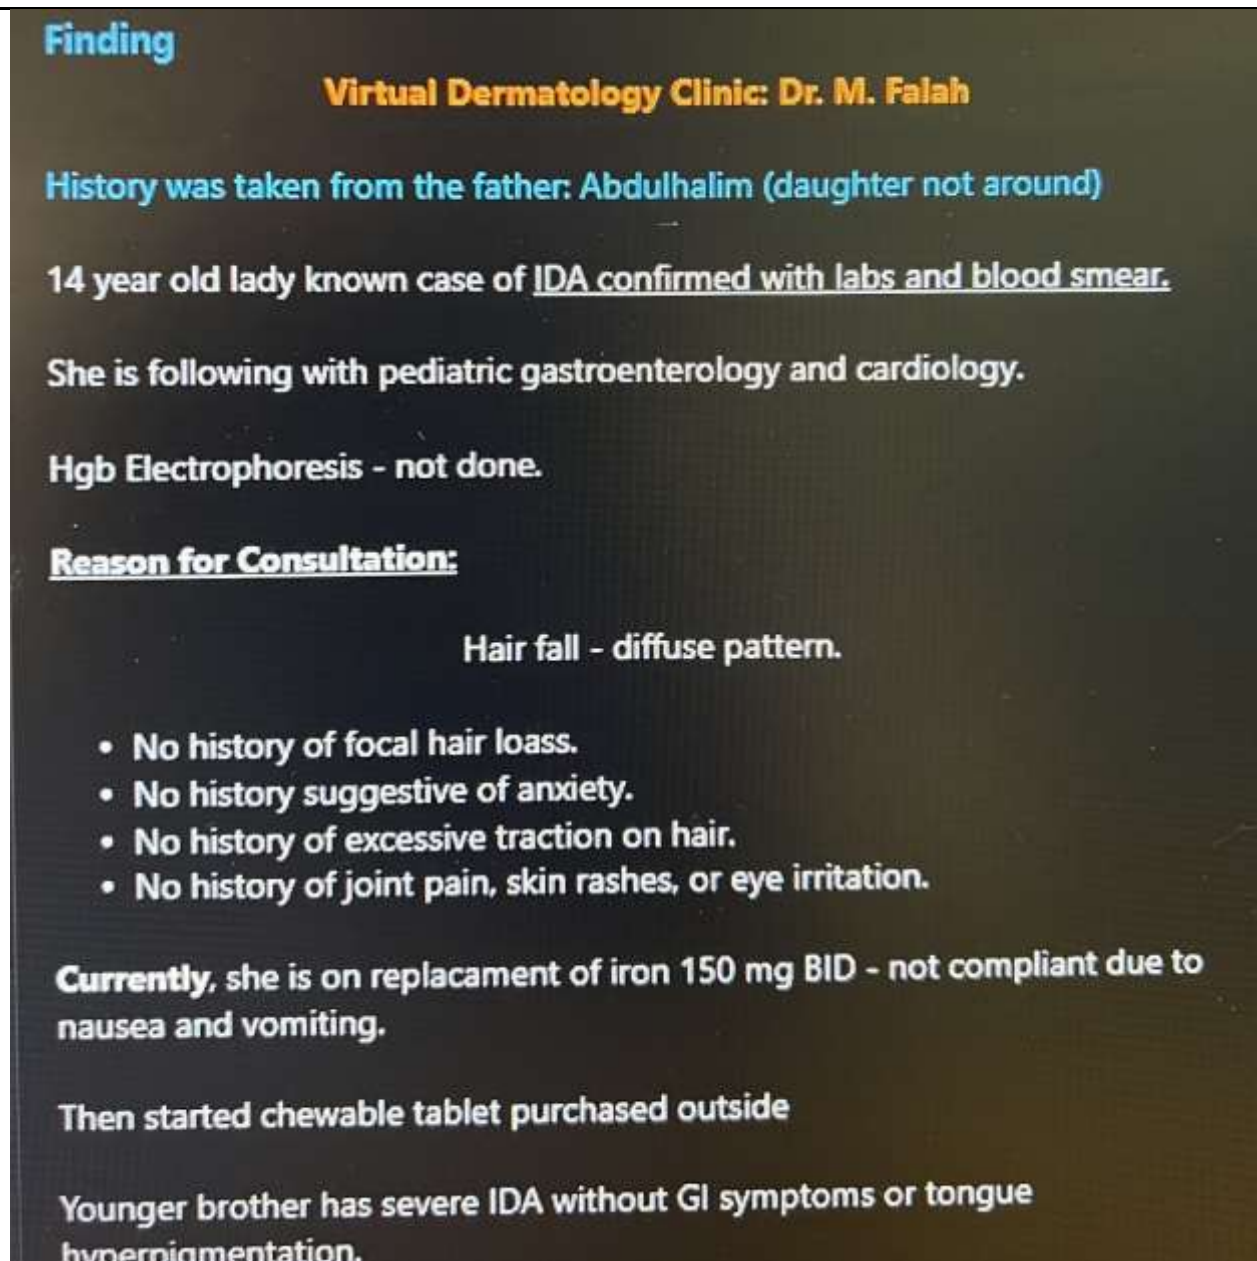 Finding
Virtual Dermatology Clinic: Dr. M. Falah
History was taken from the father: Abdulhalim (daughter not around)
14 year old lady known case of IDA confirmed with labs and blood smear.
She is following with pediatric gastroenterology and cardiology.
Hgb Electrophoresis - not done.
Reason for Consultation:
Hair fall - diffuse pattern.
• No history of focal hair loass.
• No history suggestive of anxiety.
• No history of excessive traction on hair.
• No history of joint pain, skin rashes, or eye irritation.
Currently, she is on replacament of iron 150 mg BID - not compliant due to
nausea and vomiting.
Then started chewable tablet purchased outside
Younger brother has severe IDA without GI symptoms or tongue
hyperpigmentation.